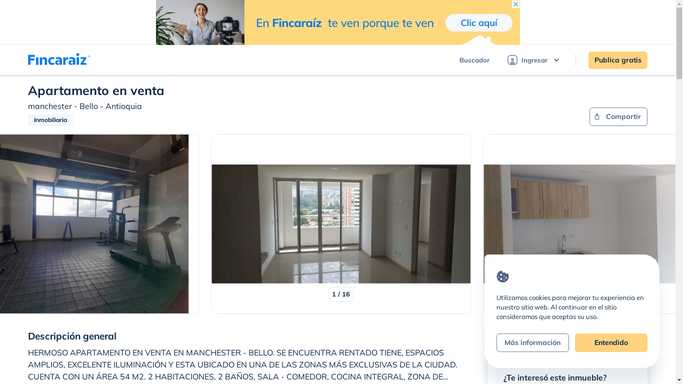 En Fincaraíz te ven porque te ven
Clic aquí
Fincaraiz
Buscador
Ingresar
Publica gratis
Apartamento en venta
manchester - Bello - Antioquia
Inmobiliaria
Compartir
1 / 16
Utilizamos cookies para mejorar tu experiencia en
nuestro sitio web. Al continuar en el sitio
consideramos que aceptas su uso.
Más información
Entendido
Descripción general
HERMOSO APARTAMENTO EN VENTA EN MANCHESTER - BELLO. SE ENCUENTRA RENTADO TIENE, ESPACIOS
AMPLIOS, EXCELENTE ILUMINACIÓN Y ESTA UBICADO EN UNA DE LAS ZONAS MÁS EXCLUSIVAS DE LA CIUDAD.
CUENTA CON UN ÁREA 54 M2. 2 HABITACIONES, 2 BAÑOS, SALA - COMEDOR, COCINA INTEGRAL, ZONA DE...
¿Te interesó este inmueble?